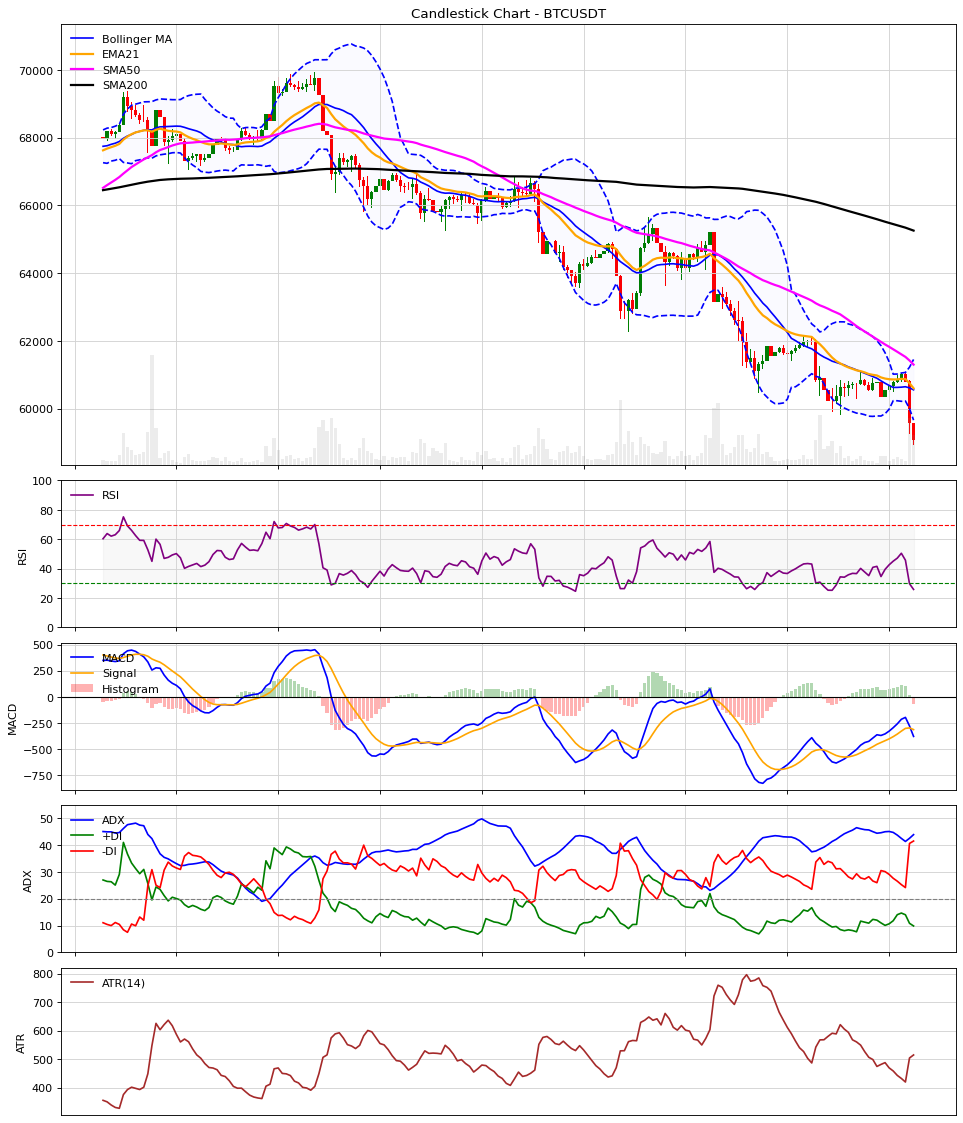 Candlestick Chart - BTCUSDT
Bollinger MA
EMA21
SMA50
SMA200
70000
68000
66000
64000
62000
60000
RSI
100
80
60
40
20
0
RSI
MACD
Signal
Histogram
500
250
0
−250
−500
−750
MACD
ADX
+DI
-DI
50
40
30
20
10
0
ADX
ATR(14)
800
700
600
500
400
ATR